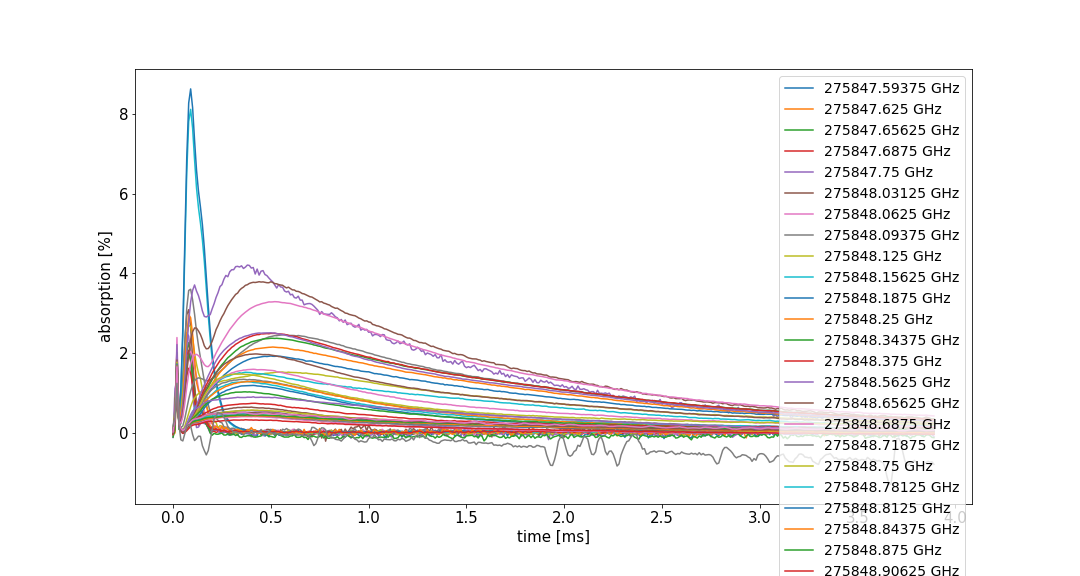 8
6
4
2
0
absorption [%]
0.0 0.5 1.0 1.5 2.0 2.5 3.0 3.5 4.0
time [ms]
275847.59375 GHz
275847.625 GHz
275847.65625 GHz
275847.6875 GHz
275847.75 GHz
275848.03125 GHz
275848.0625 GHz
275848.09375 GHz
275848.125 GHz
275848.15625 GHz
275848.1875 GHz
275848.25 GHz
275848.34375 GHz
275848.375 GHz
275848.5625 GHz
275848.65625 GHz
275848.6875 GHz
275848.71875 GHz
275848.75 GHz
275848.78125 GHz
275848.8125 GHz
275848.84375 GHz
275848.875 GHz
275848.90625 GHz